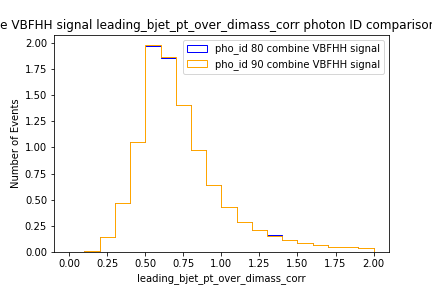 e VBFHH signal leading_bjet_pt_over_dimass_corr photon ID comparison
pho_id 80 combine VBFHH signal
pho_id 90 combine VBFHH signal
Number of Events
2.00
1.75
1.50
1.25
1.00
0.75
0.50
0.25
0.00
0.00 0.25 0.50 0.75 1.00 1.25 1.50 1.75 2.00
leading_bjet_pt_over_dimass_corr